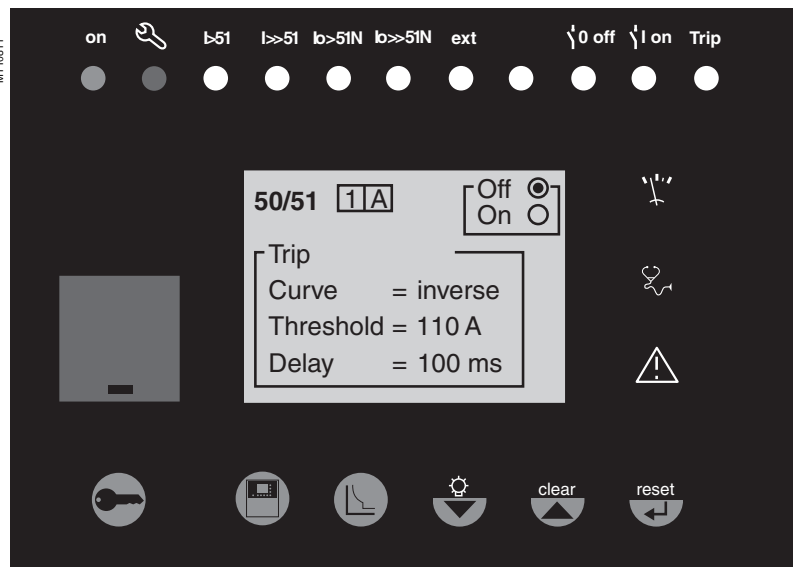 on I>51 I>>51 Io>51N Io>>51N ext 0 off I on Trip
50/51 1 A
Off
On
Trip
Curve = inverse
Threshold = 110 A
Delay = 100 ms
clear reset